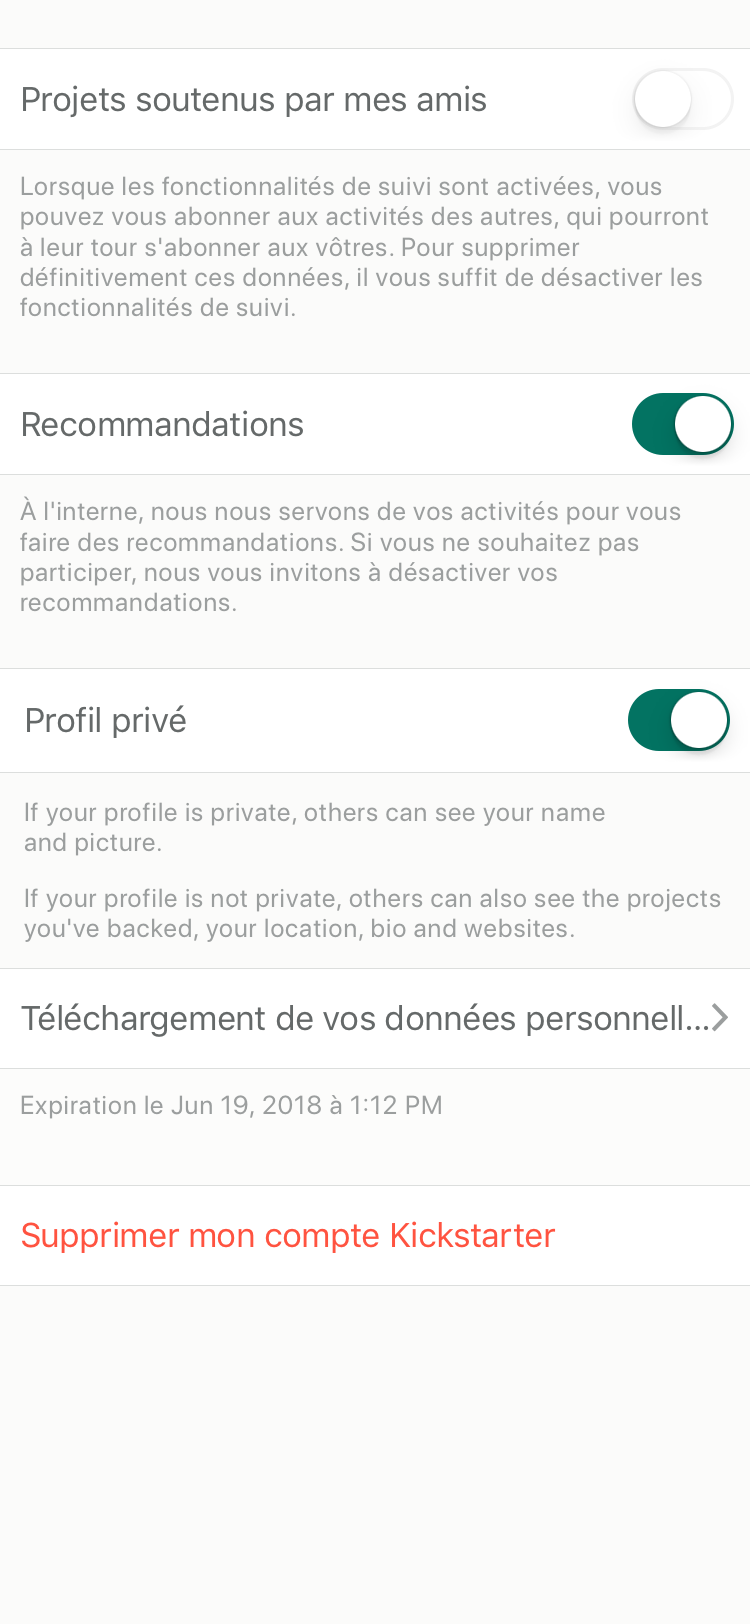 Projets soutenus par mes amis
Lorsque les fonctionnalités de suivi sont activées, vous
pouvez vous abonner aux activités des autres, qui pourront
à leur tour s'abonner aux vôtres. Pour supprimer
définitivement ces données, il vous suffit de désactiver les
fonctionnalités de suivi.
Recommandations
À l'interne, nous nous servons de vos activités pour vous
faire des recommandations. Si vous ne souhaitez pas
participer, nous vous invitons à désactiver vos
recommandations.
Profil privé
If your profile is private, others can see your name
and picture.
If your profile is not private, others can also see the projects
you've backed, your location, bio and websites.
Téléchargement de vos données personnell...
Expiration le Jun 19, 2018 à 1:12 PM
Supprimer mon compte Kickstarter